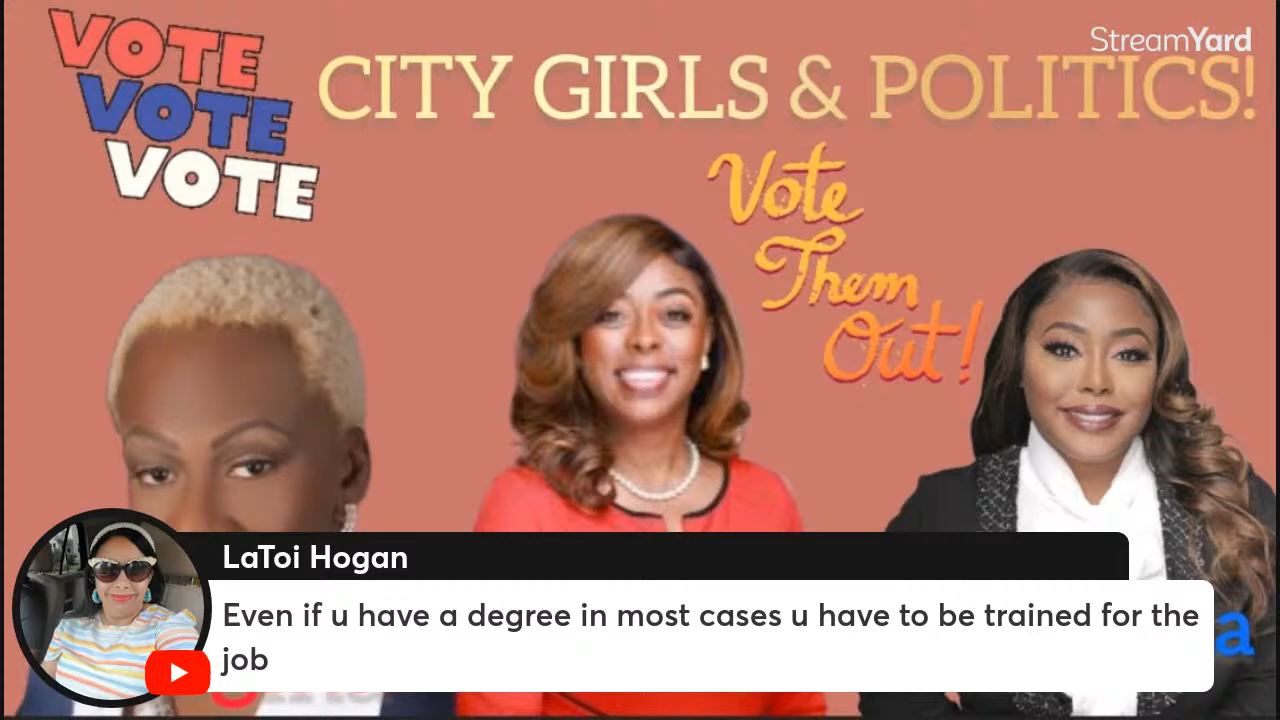 StreamYard
VOTE
VOTE
VOTE
CITY GIRLS & POLITICS!
Vote
Them
Out!
LaToi Hogan
Even if u have a degree in most cases u have to be trained for the
job